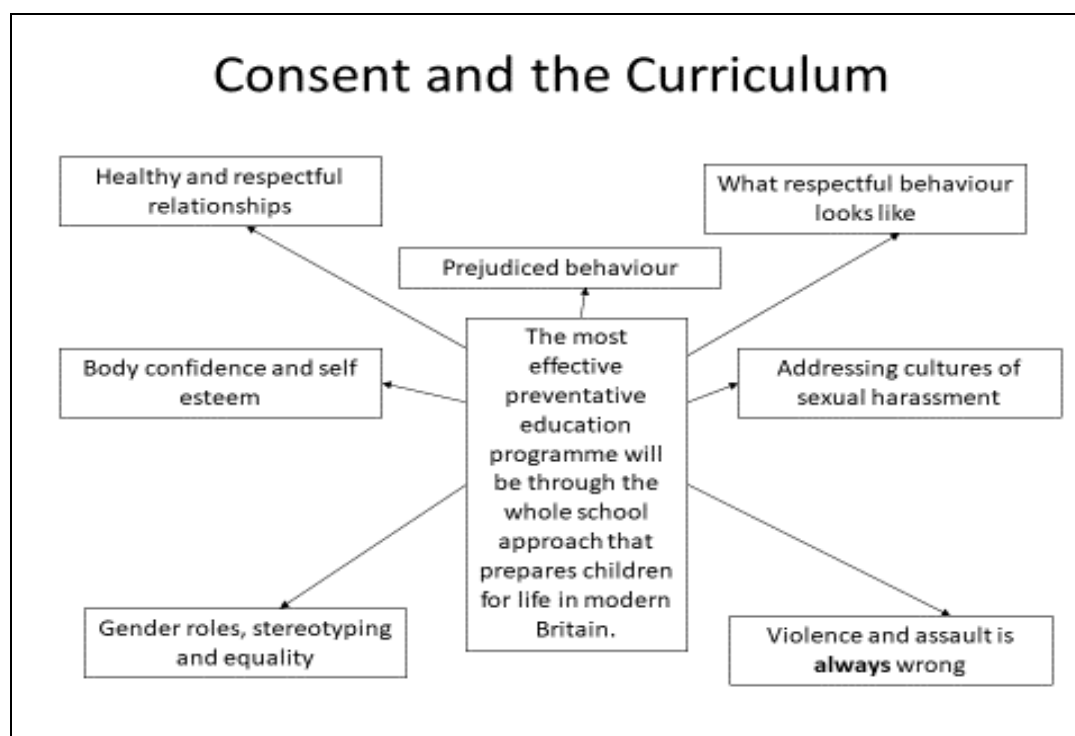 Consent and the Curriculum
Healthy and respectful
relationships
What respectful behaviour
looks like
Prejudiced behaviour
The most
effective
preventative
education
programme will
be through the
whole school
approach that
prepares children
for life in modern
Britain.
Body confidence and self
esteem
Addressing cultures of
sexual harassment
Gender roles, stereotyping
and equality
Violence and assault is
always wrong